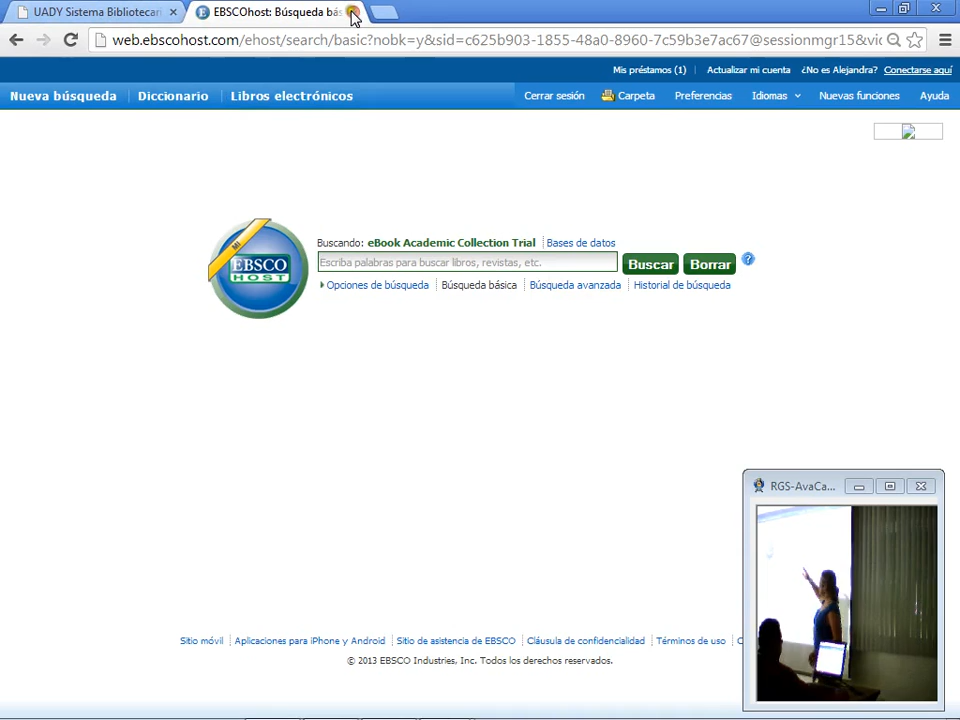 UADY Sistema Bibliotecari
EBSCOhost: Búsqueda bás
web.ebscohost.com/ehost/search/basic?nobk=y&sid=c625b903-1855-48a0-8960-7c59b3e7ac67@sessionmgr15&vic
Mis préstamos (1) | Actualizar mi cuenta ¿No es Alejandra? Conectarse aquí
Nueva búsqueda Diccionario Libros electrónicos Cerrar sesión Carpeta Preferencias Idiomas Nuevas funciones Ayuda
MI
EBSCO
HOST
Buscando: eBook Academic Collection Trial Bases de datos
Escriba palabras para buscar libros, revistas, etc. Buscar Borrar ?
Opciones de búsqueda Búsqueda básica Búsqueda avanzada Historial de búsqueda
RGS-AvaCa...
Sitio móvil Aplicaciones para iPhone y Android Sitio de asistencia de EBSCO Cláusula de confidencialidad Términos de uso
© 2013 EBSCO Industries, Inc. Todos los derechos reservados.